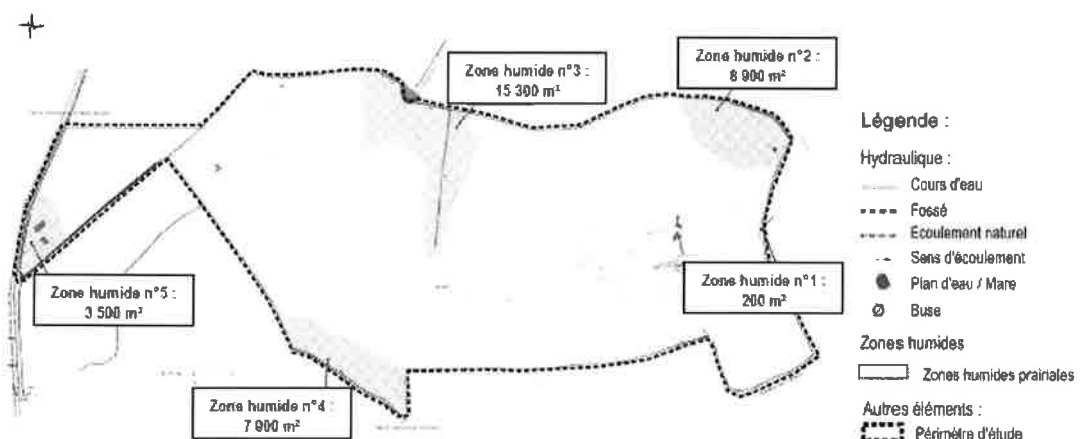 Zone humide n°3 :
15 300 m²
Zone humide n°2 :
8 900 m²
Zone humide n°1 :
200 m²
Zone humide n°5 :
3 500 m²
Zone humide n°4 :
7 900 m²
Légende :
Hydraulique :
Cours d'eau
Fossé
Ecoulement naturel
Sens d'écoulement
Plan d'eau / Mare
Buse
Zones humides
Zones humides prairiales
Autres éléments :
Périmètre d'étude